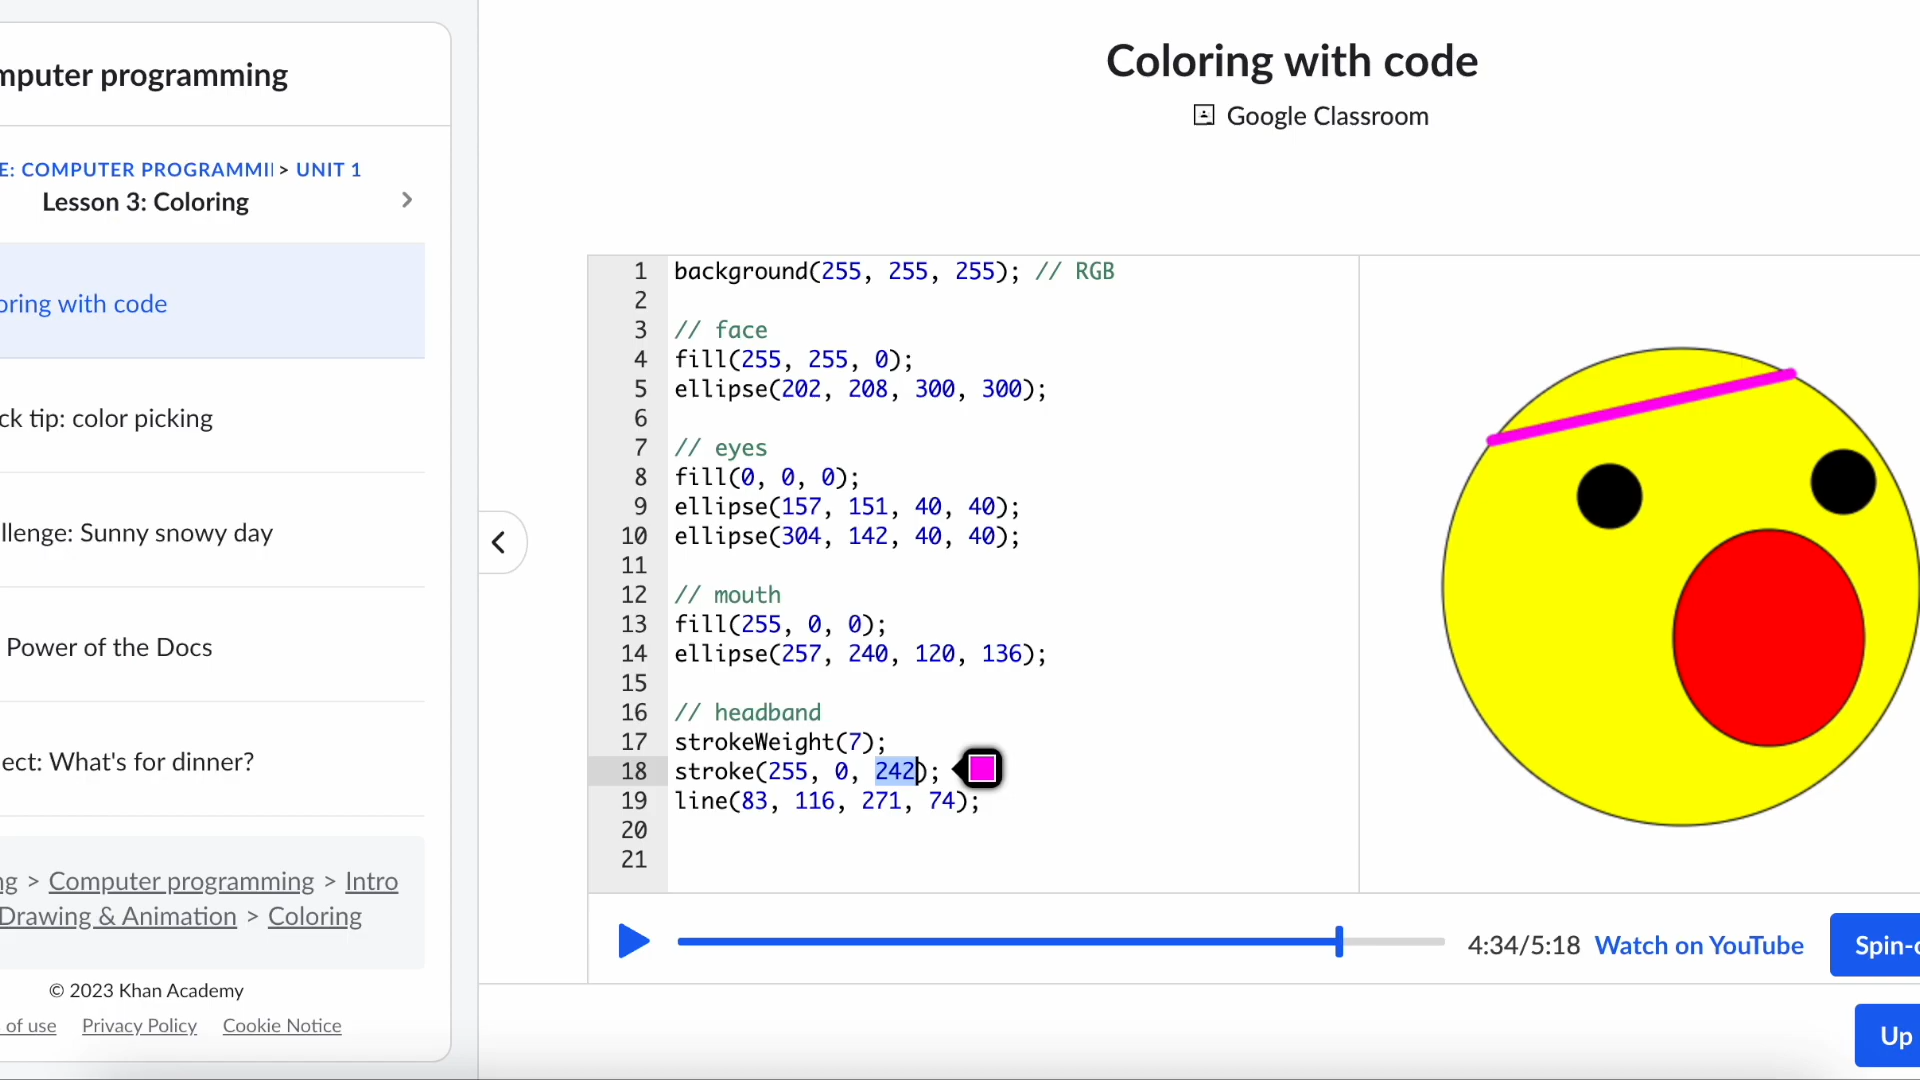 mputer programming
E: COMPUTER PROGRAMMI > UNIT 1
Lesson 3: Coloring
oring with code
ck tip: color picking
llenge: Sunny snowy day
Power of the Docs
ect: What's for dinner?
ng > Computer programming > Intro
Drawing & Animation > Coloring
© 2023 Khan Academy
of use Privacy Policy Cookie Notice
Coloring with code
Google Classroom
1 background(255, 255, 255); // RGB
2
3 // face
4 fill(255, 255, 0);
5 ellipse(202, 208, 300, 300);
6
7 // eyes
8 fill(0, 0, 0);
9 ellipse(157, 151, 40, 40);
10 ellipse(304, 142, 40, 40);
11
12 // mouth
13 fill(255, 0, 0);
14 ellipse(257, 240, 120, 136);
15
16 // headband
17 strokeWeight(7);
18 stroke(255, 0, 242);
19 line(83, 116, 271, 74);
20
21
4:34/5:18 Watch on YouTube Spin-o
Up